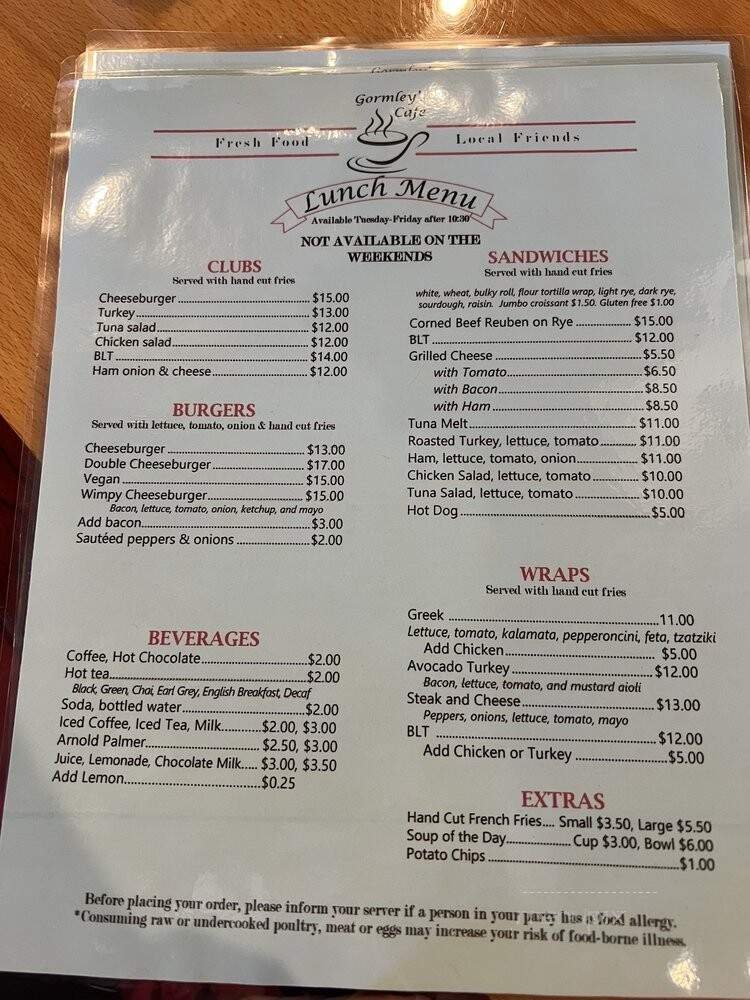 Gormley'
Gormley's
Cafe
Fresh Food
Local Friends
Lunch Menu
Available Tuesday-Friday after 10:30
NOT AVAILABLE ON THE
WEEKENDS
CLUBS
Served with hand cut fries
Cheeseburger $15.00
Turkey $13.00
Tuna salad $12.00
Chicken salad $12.00
BLT $14.00
Ham onion & cheese $12.00
BURGERS
Served with lettuce, tomato, onion & hand cut fries
Cheeseburger $13.00
Double Cheeseburger $17.00
Vegan $15.00
Wimpy Cheeseburger $15.00
Bacon, lettuce, tomato, onion, ketchup, and mayo
Add bacon $3.00
Sautéed peppers & onions $2.00
BEVERAGES
Coffee, Hot Chocolate $2.00
Hot tea $2.00
Black, Green, Chai, Earl Grey, English Breakfast, Decaf
Soda, bottled water $2.00
Iced Coffee, Iced Tea, Milk $2.00, $3.00
Arnold Palmer $2.50, $3.00
Juice, Lemonade, Chocolate Milk $3.00, $3.50
Add Lemon $0.25
SANDWICHES
Served with hand cut fries
white, wheat, bulky roll, flour tortilla wrap, light rye, dark rye,
sourdough, raisin. Jumbo croissant $1.50. Gluten free $1.00
Corned Beef Reuben on Rye $15.00
BLT $12.00
Grilled Cheese $5.50
with Tomato $6.50
with Bacon $8.50
with Ham $8.50
Tuna Melt $11.00
Roasted Turkey, lettuce, tomato $11.00
Ham, lettuce, tomato, onion $11.00
Chicken Salad, lettuce, tomato $10.00
Tuna Salad, lettuce, tomato $10.00
Hot Dog $5.00
WRAPS
Served with hand cut fries
Greek 11.00
Lettuce, tomato, kalamata, pepperoncini, feta, tzatziki
Add Chicken $5.00
Avocado Turkey $12.00
Bacon, lettuce, tomato, and mustard aioli
Steak and Cheese $13.00
Peppers, onions, lettuce, tomato, mayo
BLT $12.00
Add Chicken or Turkey $5.00
EXTRAS
Hand Cut French Fries.... Small $3.50, Large $5.50
Soup of the Day Cup $3.00, Bowl $6.00
Potato Chips $1.00
Before placing your order, please inform your server if a person in your party has a food allergy.
*Consuming raw or undercooked poultry, meat or eggs may increase your risk of food-borne illness.